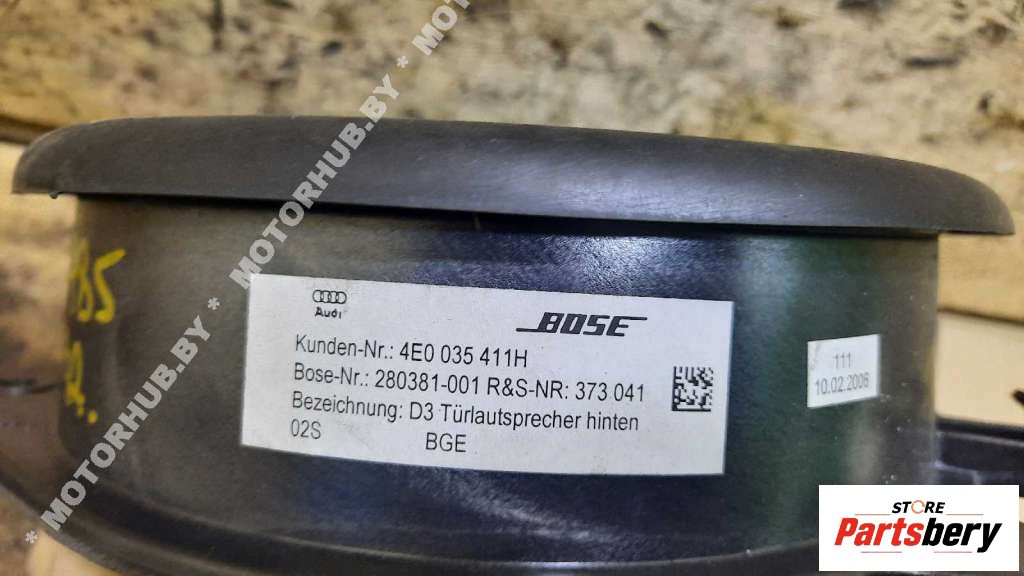 Audi
BOSE
Kunden-Nr.: 4E0 035 411H
Bose-Nr.: 280381-001 R&S-NR: 373 041
Bezeichnung: D3 Türlautsprecher hinten
02S BGE
111
10.02.2006
* MOTORHUB.BY * MOTORHUB.BY * MOTORHUB.BY * MO
STORE
Partsbery